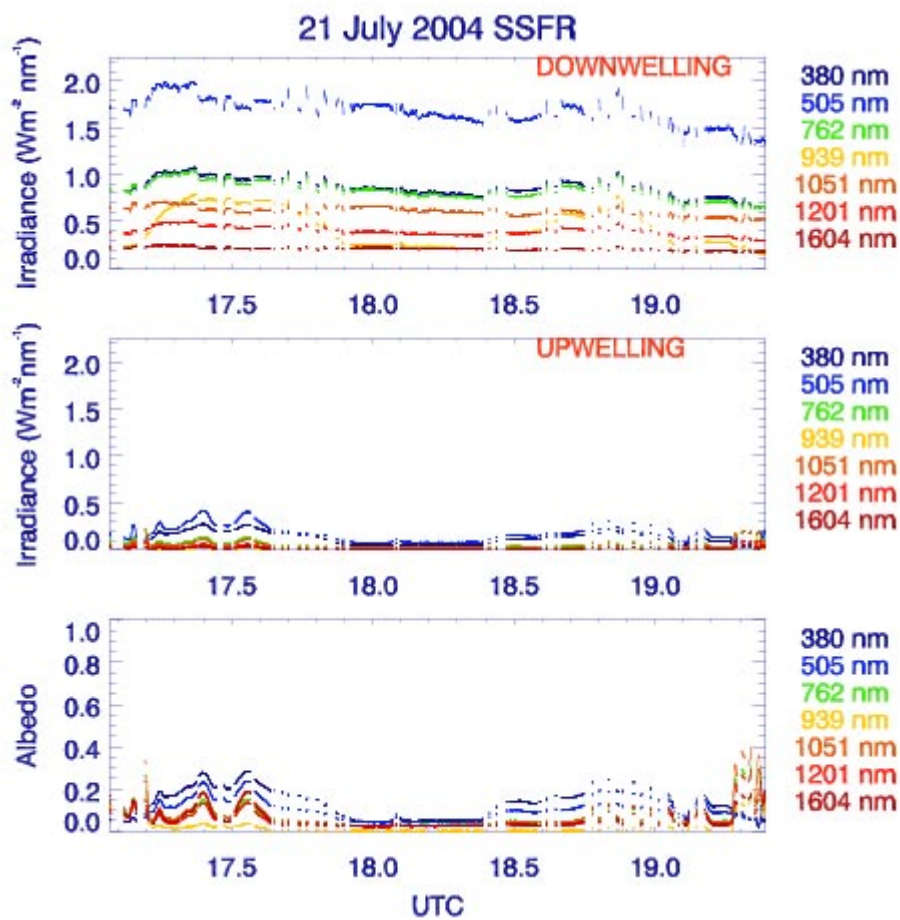 21 July 2004 SSFR
DOWNWELLING
Irradiance (Wm⁻² nm⁻¹)
2.0
1.5
1.0
0.5
0.0
17.5 18.0 18.5 19.0
380 nm
505 nm
762 nm
939 nm
1051 nm
1201 nm
1604 nm
UPWELLING
Irradiance (Wm⁻²nm⁻¹)
2.0
1.5
1.0
0.5
0.0
17.5 18.0 18.5 19.0
380 nm
505 nm
762 nm
939 nm
1051 nm
1201 nm
1604 nm
Albedo
1.0
0.8
0.6
0.4
0.2
0.0
17.5 18.0 18.5 19.0
UTC
380 nm
505 nm
762 nm
939 nm
1051 nm
1201 nm
1604 nm